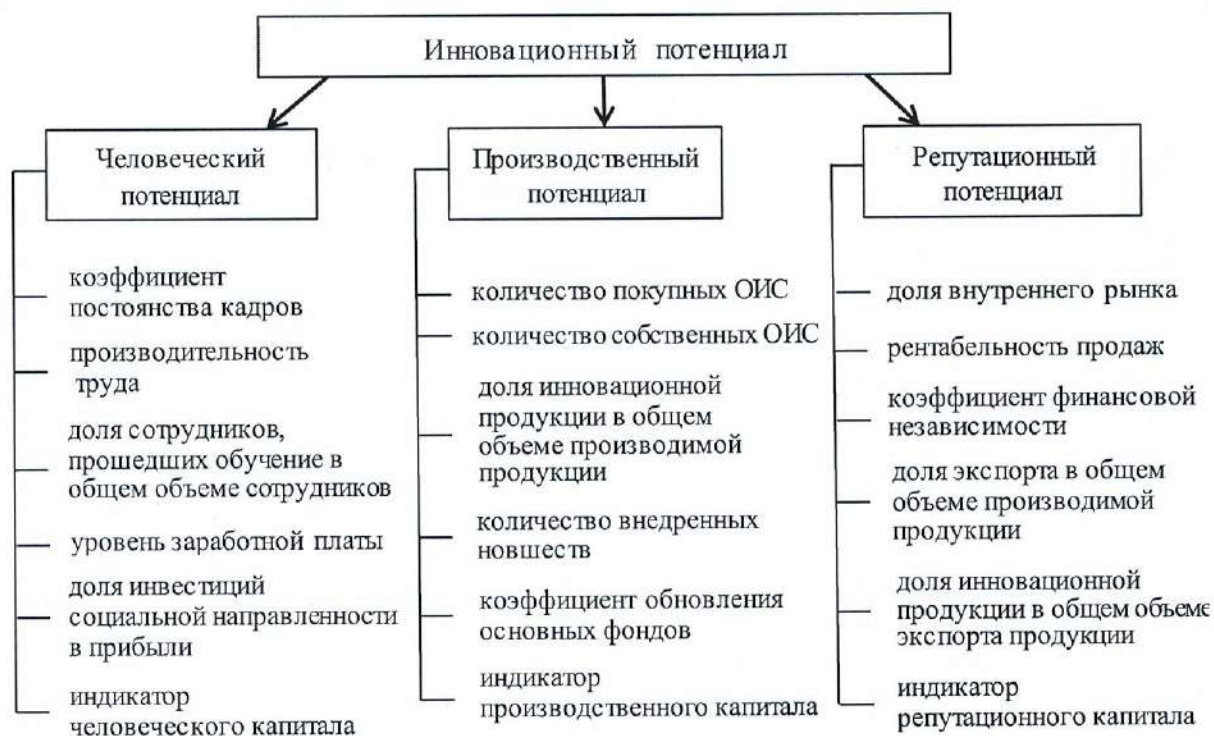 Инновационный потенциал
Человеческий
потенциал
коэффициент
постоянства кадров
производительность
труда
доля сотрудников,
прошедших обучение в
общем объеме сотрудников
уровень заработной платы
доля инвестиций
социальной направленности
в прибыли
индикатор
человеческого капитала
Производственный
потенциал
количество покупных ОИС
количество собственных ОИС
доля инновационной
продукции в общем
объеме производимой
продукции
количество внедренных
новшеств
коэффициент обновления
основных фондов
индикатор
производственного капитала
Репутационный
потенциал
доля внутреннего рынка
рентабельность продаж
коэффициент финансовой
независимости
доля экспорта в общем
объеме производимой
продукции
доля инновационной
продукции в общем объеме
экспорта продукции
индикатор
репутационного капитала